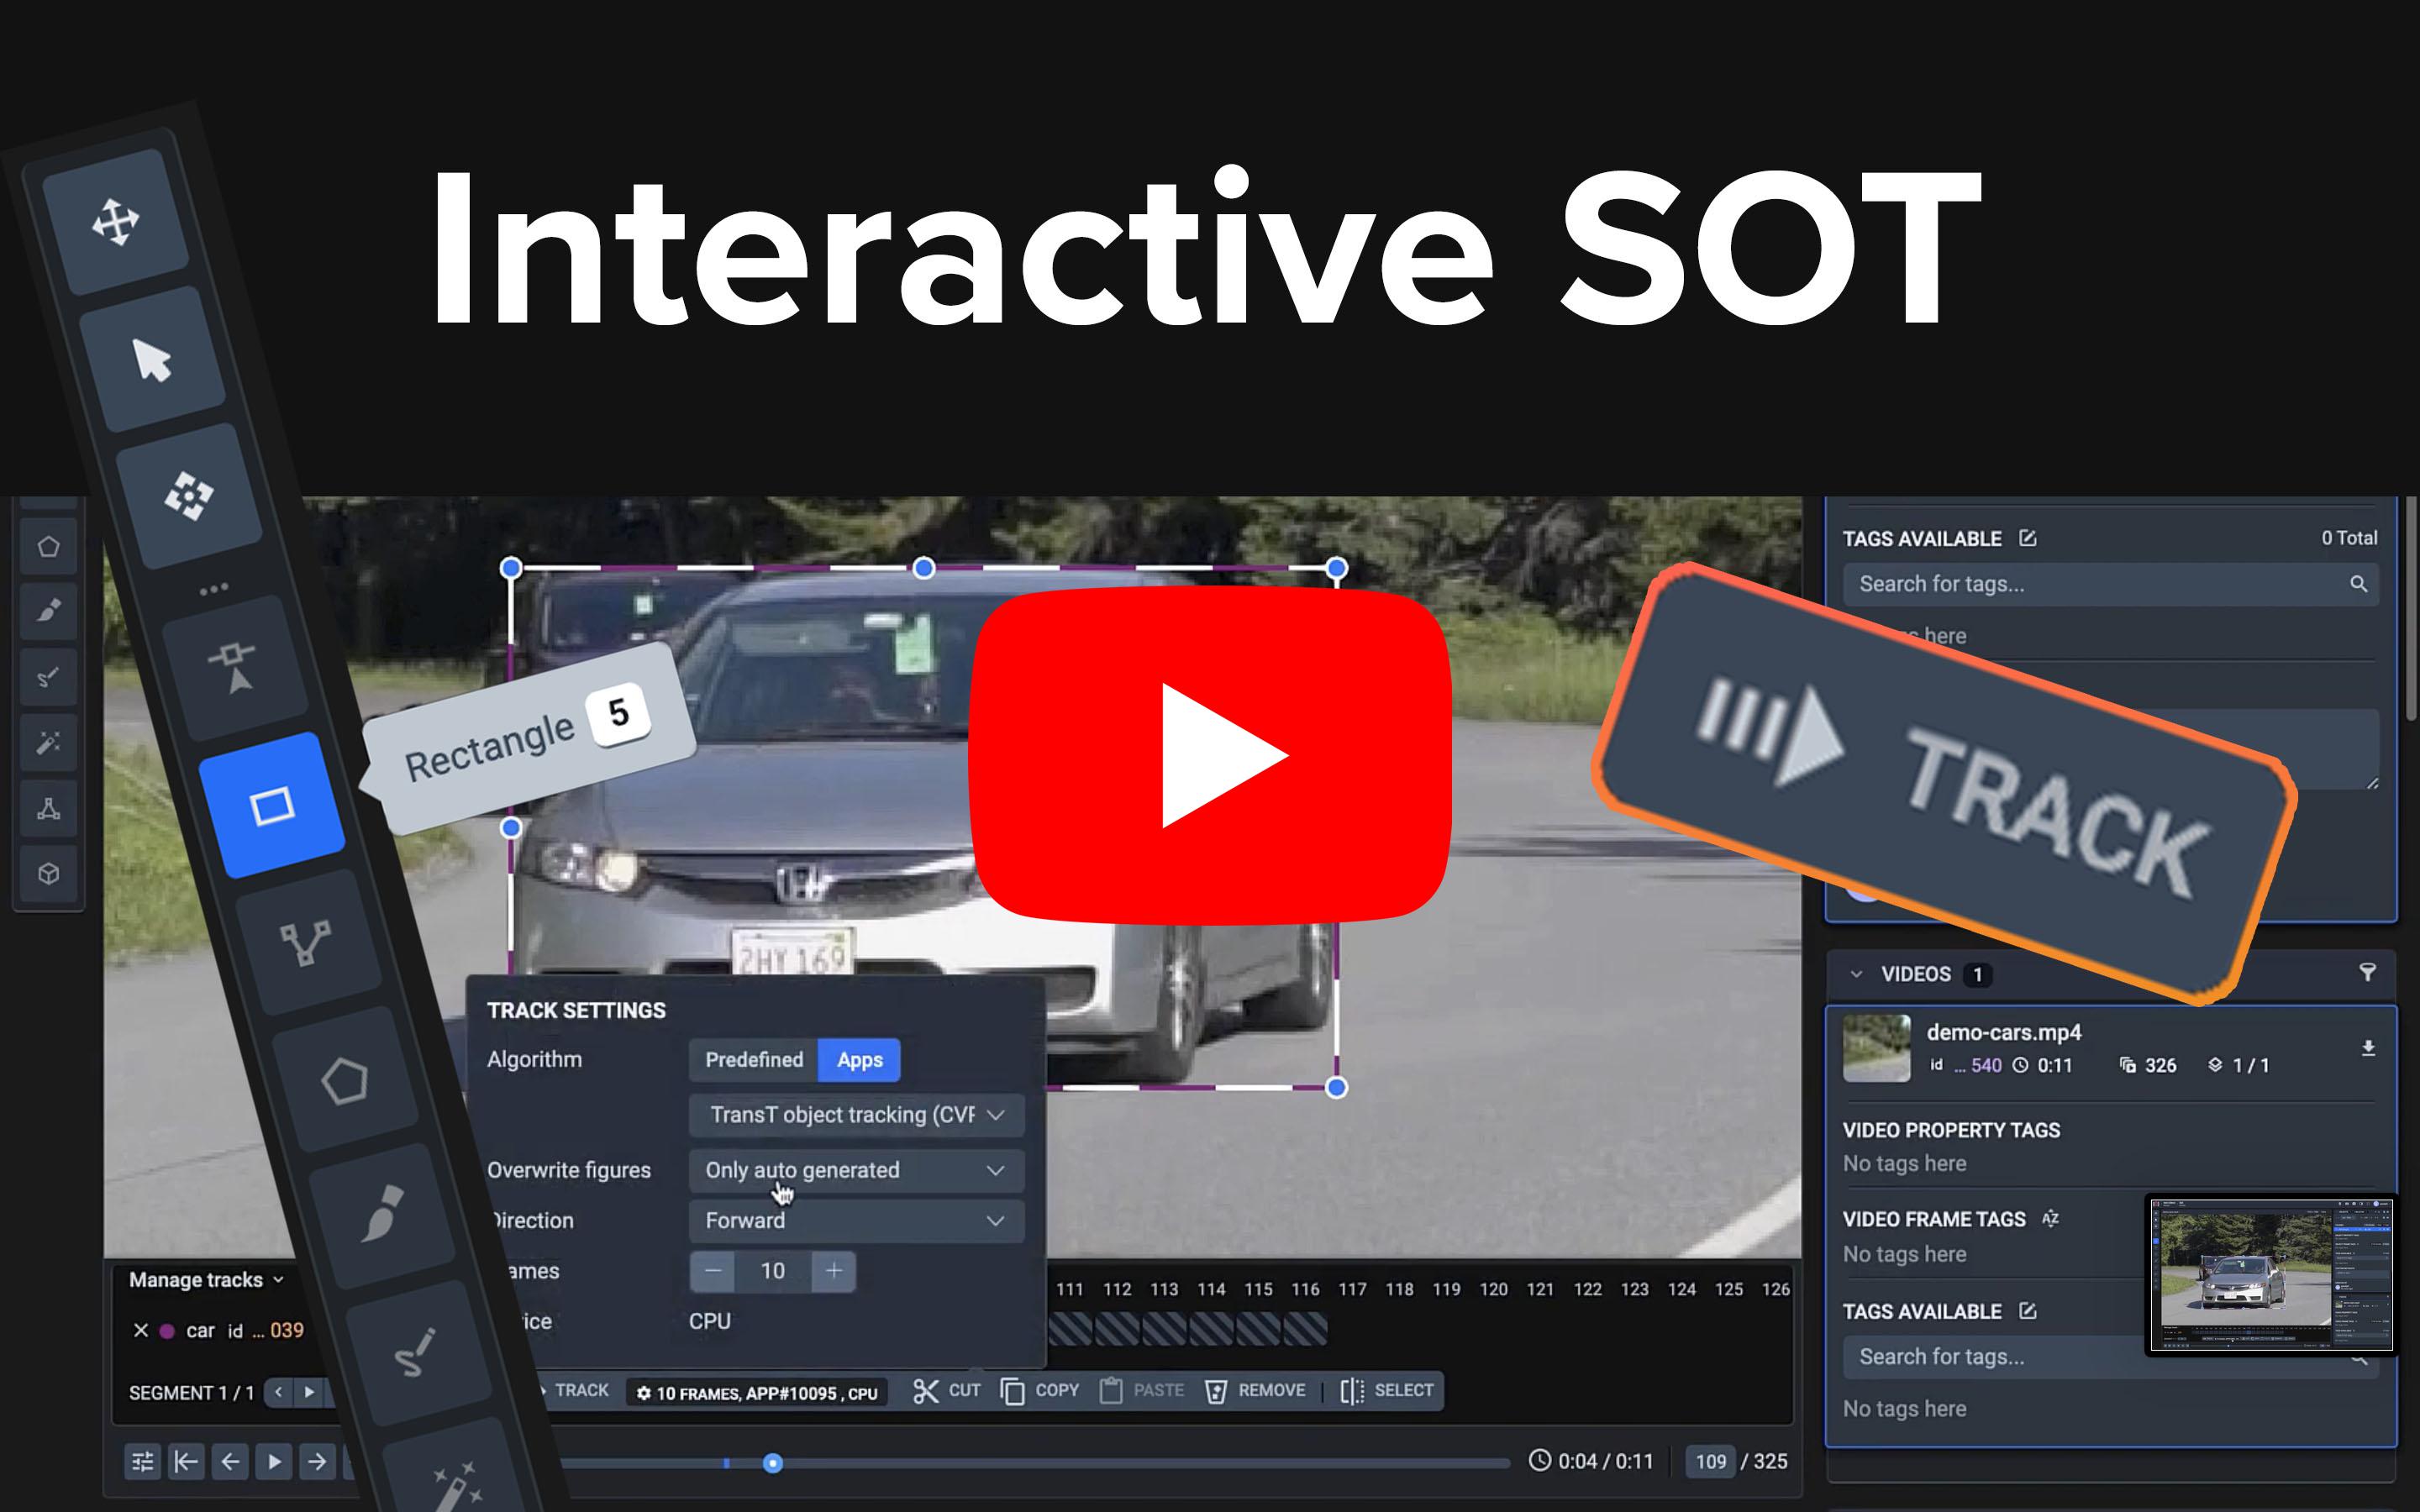 Interactive SOT
TAGS AVAILABLE
0 Total
Search for tags...
here
Rectangle 5
TRACK
2HY 169
VIDEOS 1
demo-cars.mp4
id ... 540 0:11 326 1 / 1
VIDEO PROPERTY TAGS
No tags here
VIDEO FRAME TAGS
No tags here
TAGS AVAILABLE
Search for tags...
No tags here
TRACK SETTINGS
Algorithm Predefined Apps
TransT object tracking (CVF
Overwrite figures Only auto generated
Direction Forward
ames 10
ice CPU
Manage tracks
111 112 113 114 115 116 117 118 119 120 121 122 123 124 125 126
car id ... 039
SEGMENT 1 / 1
TRACK 10 FRAMES, APP#10095 , CPU CUT COPY PASTE REMOVE SELECT
0:04 / 0:11 109 / 325